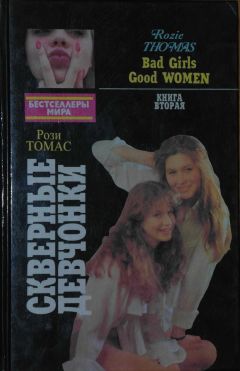 Rozie
THOMAS
Bad Girls
Good WOMEN
КНИГА
ВТОРАЯ
БЕСТСЕЛЛЕРЫ
МИРА
Рози
ТОМАС
СКВЕРНЫЕ
ДЕВЧОНКИ